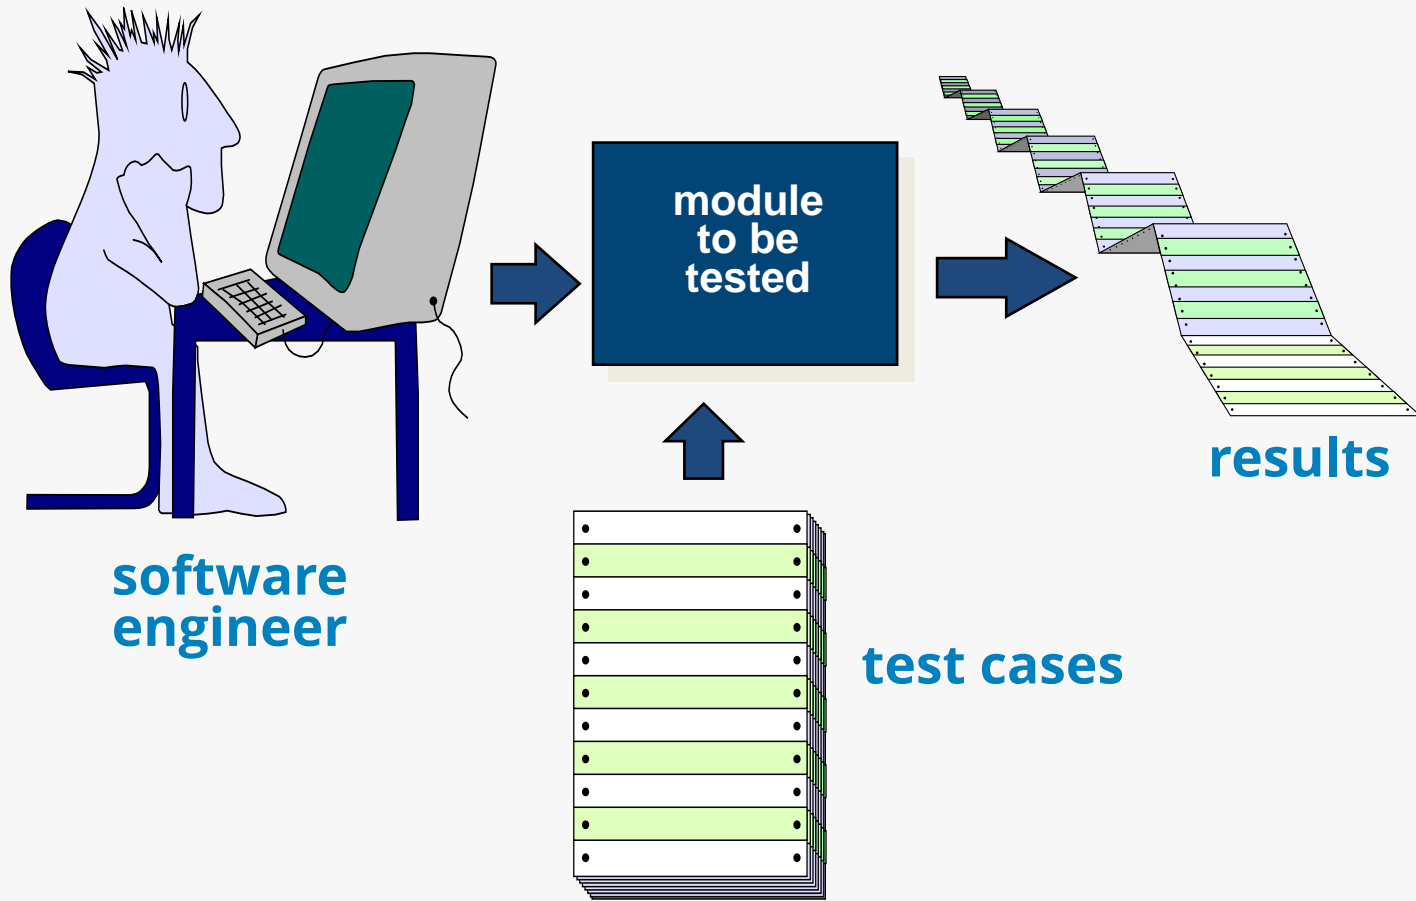 module
to be
tested
results
software
engineer
test cases